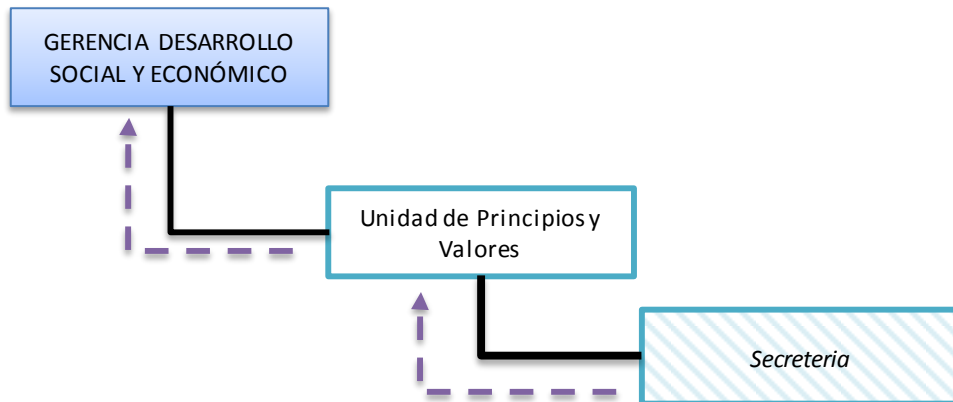 GERENCIA DESARROLLO
SOCIAL Y ECONÓMICO
Unidad de Principios y
Valores
Secreteria